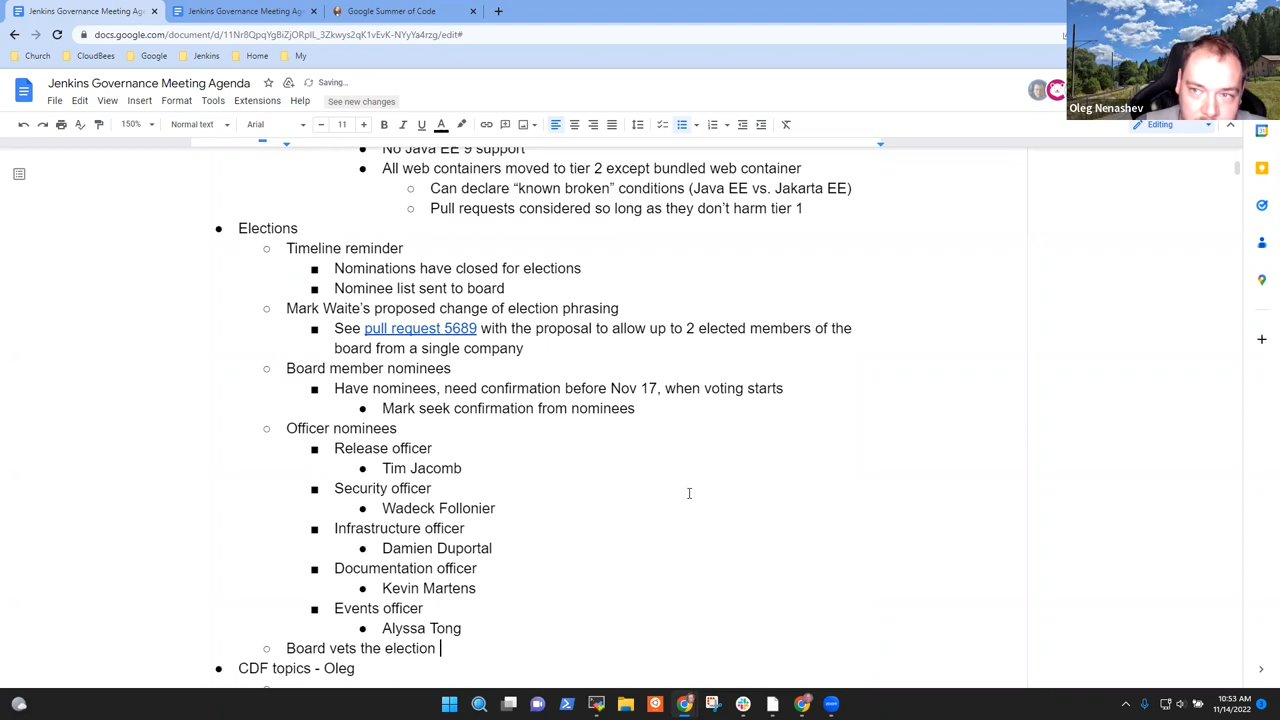 Jenkins Governance Meeting Agen
Jenkins Governance Meeting Age
Google Summer of Code
docs.google.com/document/d/11Nr8QpqYgBiZjORpIL_3Zkwys2qK1vEvK-NYyYa4rzg/edit#
Church
CloudBees
Google
Jenkins
Home
My
Jenkins Governance Meeting Agenda
Saving...
File
Edit
View
Insert
Format
Tools
Extensions
Help
See new changes
Oleg Nenashev
150%
Normal text
Arial
11
Editing
No Java EE 9 support
All web containers moved to tier 2 except bundled web container
Can declare “known broken” conditions (Java EE vs. Jakarta EE)
Pull requests considered so long as they don’t harm tier 1
Elections
Timeline reminder
Nominations have closed for elections
Nominee list sent to board
Mark Waite’s proposed change of election phrasing
See pull request 5689 with the proposal to allow up to 2 elected members of the
board from a single company
Board member nominees
Have nominees, need confirmation before Nov 17, when voting starts
Mark seek confirmation from nominees
Officer nominees
Release officer
Tim Jacomb
Security officer
Wadeck Follonier
Infrastructure officer
Damien Duportal
Documentation officer
Kevin Martens
Events officer
Alyssa Tong
Board vets the election
CDF topics - Oleg
10:53 AM
11/14/2022